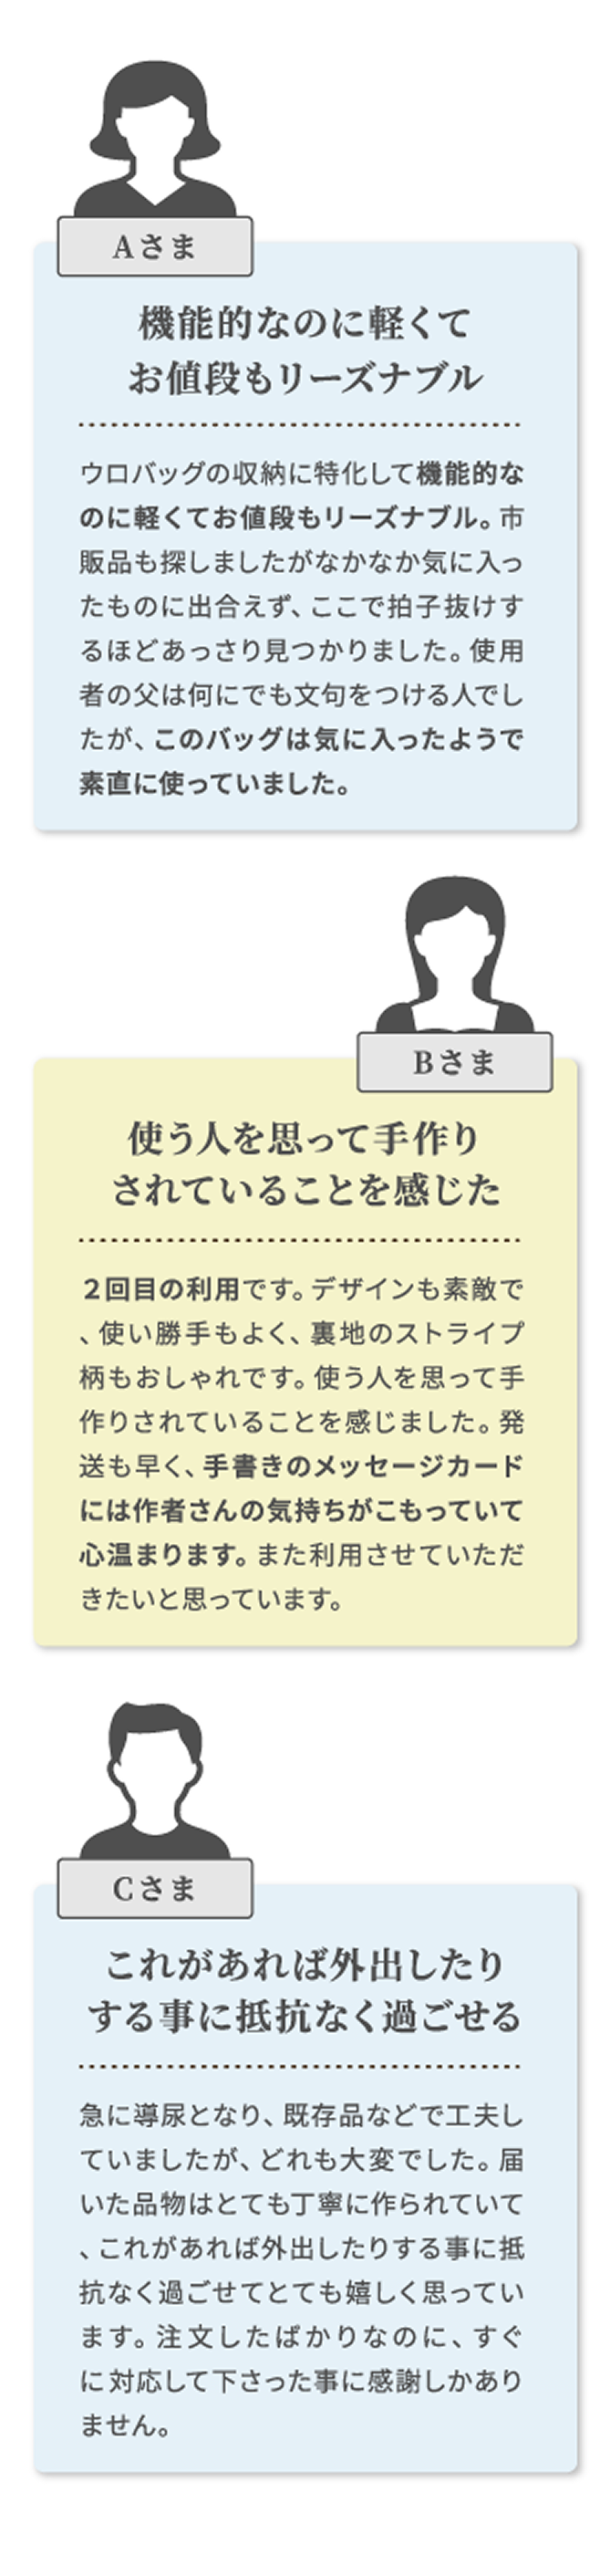 Aさま
機能的なのに軽くて
お値段もリーズナブル
ウロバッグの収納に特化して機能的な
のに軽くてお値段もリーズナブル。市
販品も探しましたがなかなか気に入っ
たものに出合えず、ここで拍子抜けす
るほどあっさり見つかりました。使用
者の父は何にでも文句をつける人でし
たが、このバッグは気に入ったようで
素直に使っていました。
Bさま
使う人を思って手作り
されていることを感じた
２回目の利用です。デザインも素敵で
、使い勝手もよく、裏地のストライプ
柄もおしゃれです。使う人を思って手
作りされていることを感じました。発
送も早く、手書きのメッセージカード
には作者さんの気持ちがこもっていて
心温まります。また利用させていただ
きたいと思っています。
Cさま
これがあれば外出したり
する事に抵抗なく過ごせる
急に導尿となり、既存品などで工夫し
ていましたが、どれも大変でした。届
いた品物はとても丁寧に作られていて
、これがあれば外出したりする事に抵
抗なく過ごせてとても嬉しく思ってい
ます。注文したばかりなのに、すぐ
に対応して下さった事に感謝しかあり
ません。